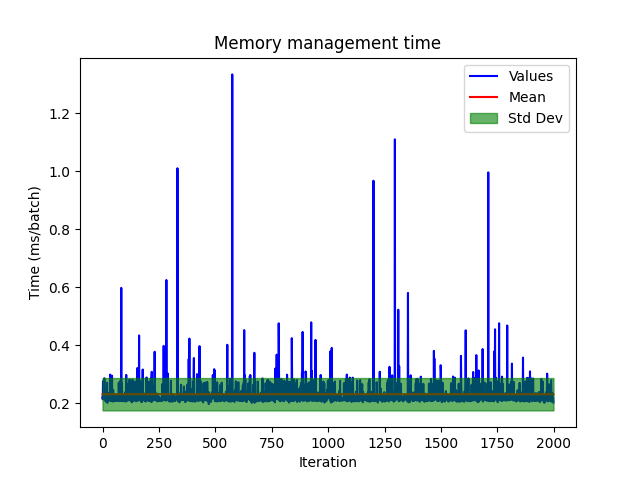 Memory management time
Values
Mean
Std Dev
1.2
1.0
0.8
0.6
0.4
0.2
Time (ms/batch)
0 250 500 750 1000 1250 1500 1750 2000
Iteration